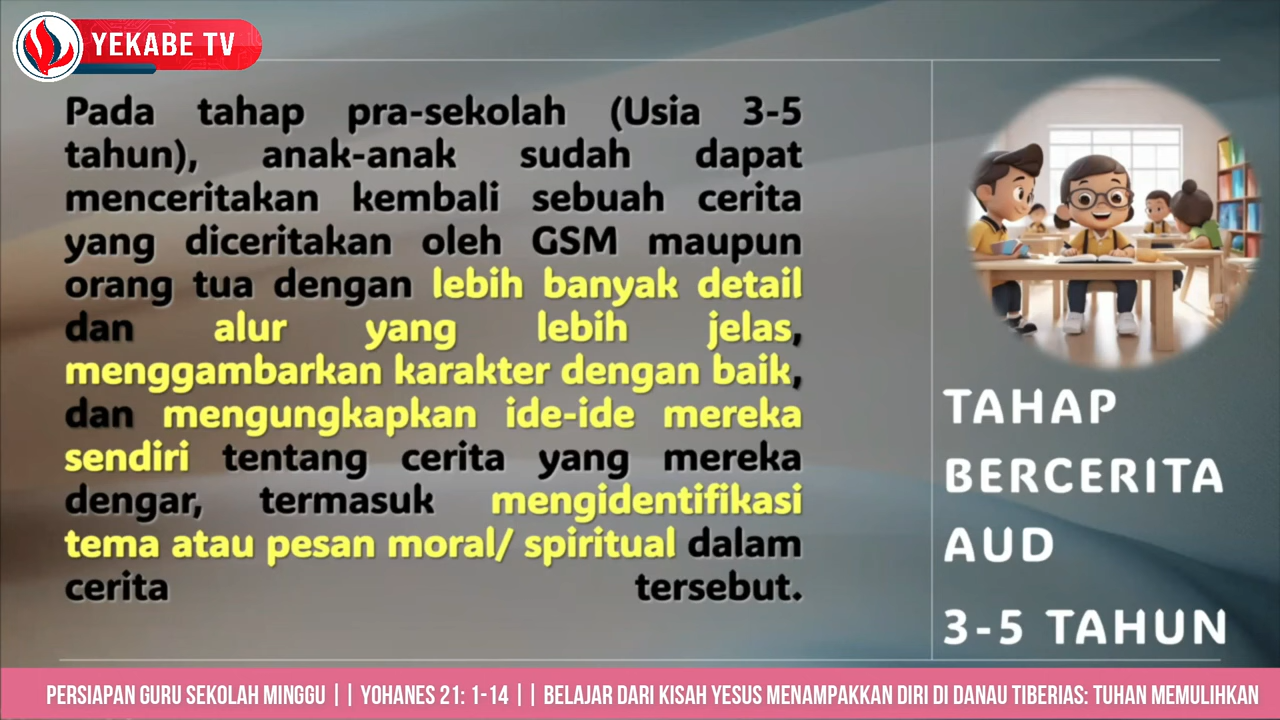 YEKABE TV
Pada tahap pra-sekolah (Usia 3-5
tahun), anak-anak sudah dapat
menceritakan kembali sebuah cerita
yang diceritakan oleh GSM maupun
orang tua dengan lebih banyak detail
dan alur yang lebih jelas,
menggambarkan karakter dengan baik,
dan mengungkapkan ide-ide mereka
sendiri tentang cerita yang mereka
dengar, termasuk mengidentifikasi
tema atau pesan moral/ spiritual dalam
cerita tersebut.
TAHAP
BERCERITA
AUD
3-5 TAHUN
PERSIAPAN GURU SEKOLAH MINGGU || YOHANES 21: 1-14 || BELAJAR DARI KISAH YESUS MENAMPAKKAN DIRI DI DANAU TIBERIAS: TUHAN MEMULIHKAN